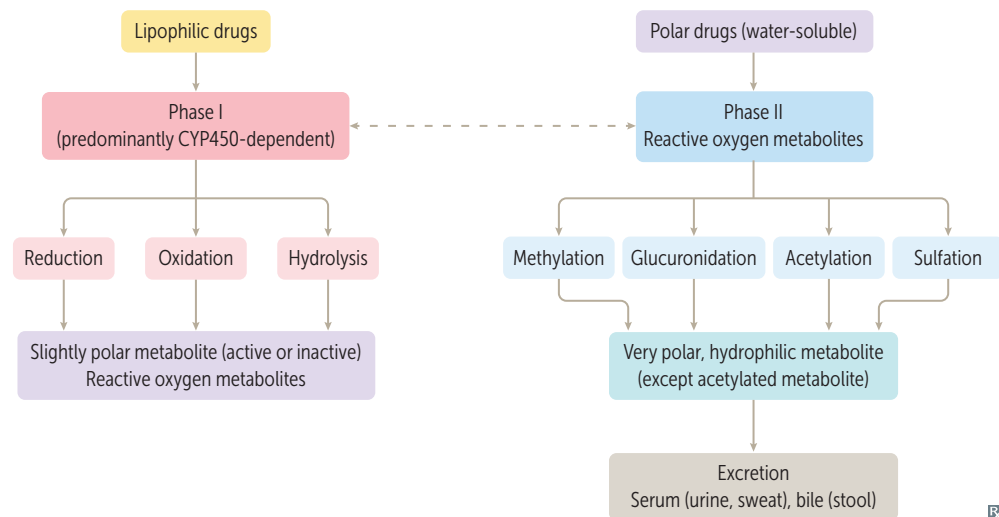 Lipophilic drugs
Polar drugs (water-soluble)
Phase I
(predominantly CYP450-dependent)
Phase II
Reactive oxygen metabolites
Reduction
Oxidation
Hydrolysis
Methylation
Glucuronidation
Acetylation
Sulfation
Slightly polar metabolite (active or inactive)
Reactive oxygen metabolites
Very polar, hydrophilic metabolite
(except acetylated metabolite)
Excretion
Serum (urine, sweat), bile (stool)
R